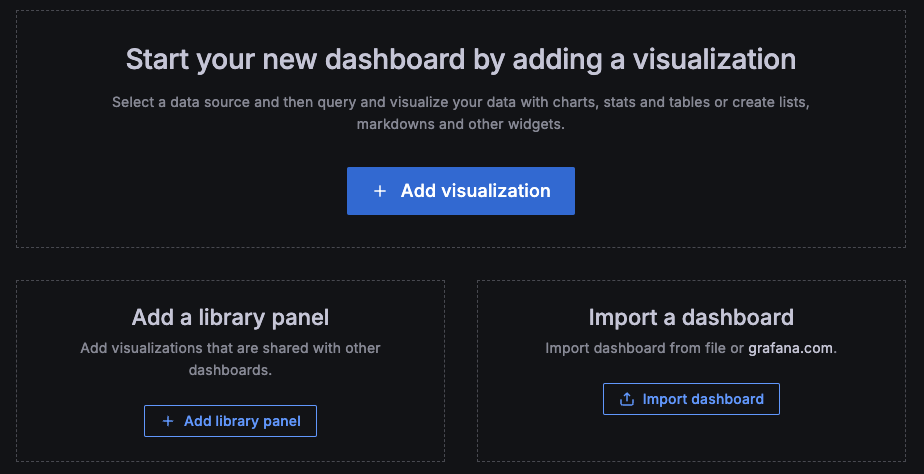 Start your new dashboard by adding a visualization
Select a data source and then query and visualize your data with charts, stats and tables or create lists,
markdowns and other widgets.
+ Add visualization
Add a library panel
Add visualizations that are shared with other
dashboards.
+ Add library panel
Import a dashboard
Import dashboard from file or grafana.com.
Import dashboard